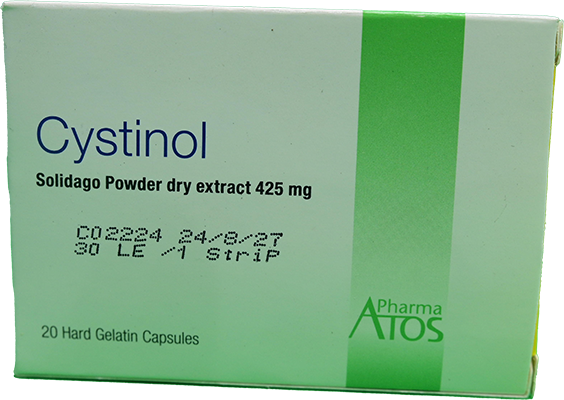 Cystinol
Solidago Powder dry extract 425 mg
CO2224 24/8/27
30 LE /1 StriP
Pharma
ATOS
20 Hard Gelatin Capsules